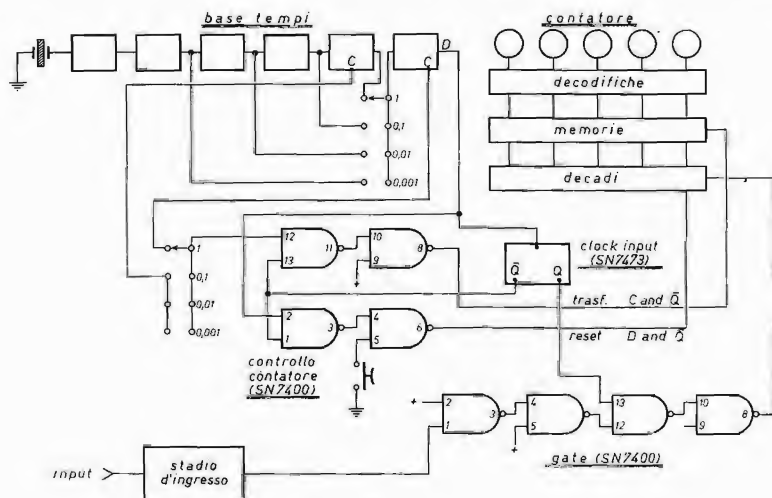 base tempi
contatore
D
C
C
decodifiche
1
memorie
0,1
0,01
decadi
0,001
12
11
10
1
13
9
8
clock input
(SN7473)
Q̄
Q
0,1
trasf. C and Q̄
0,01
2
3
4
1
5
6
0,001
reset D and Q̄
controllo
contatore
(SN7400)
+
+
2
3
4
13
10
8
1
5
12
9
+
gate (SN7400)
input
stadio
d'ingresso